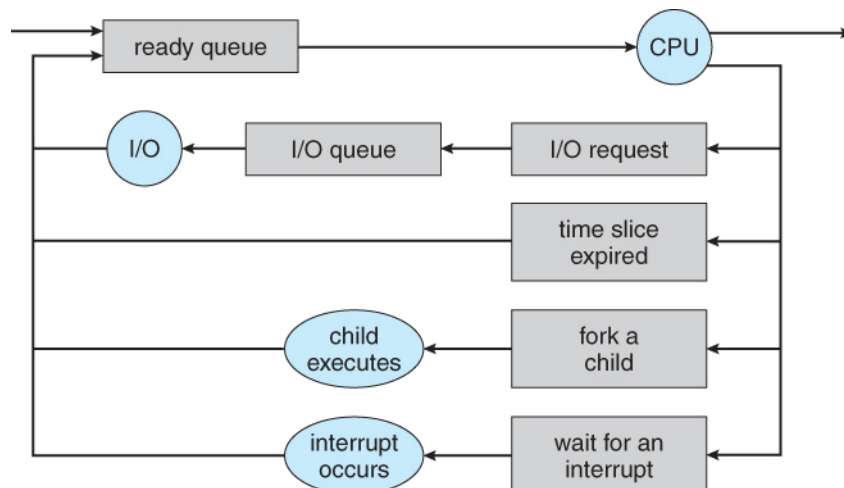 ready queue
CPU
I/O
I/O queue
I/O request
time slice
expired
child
executes
fork a
child
interrupt
occurs
wait for an
interrupt